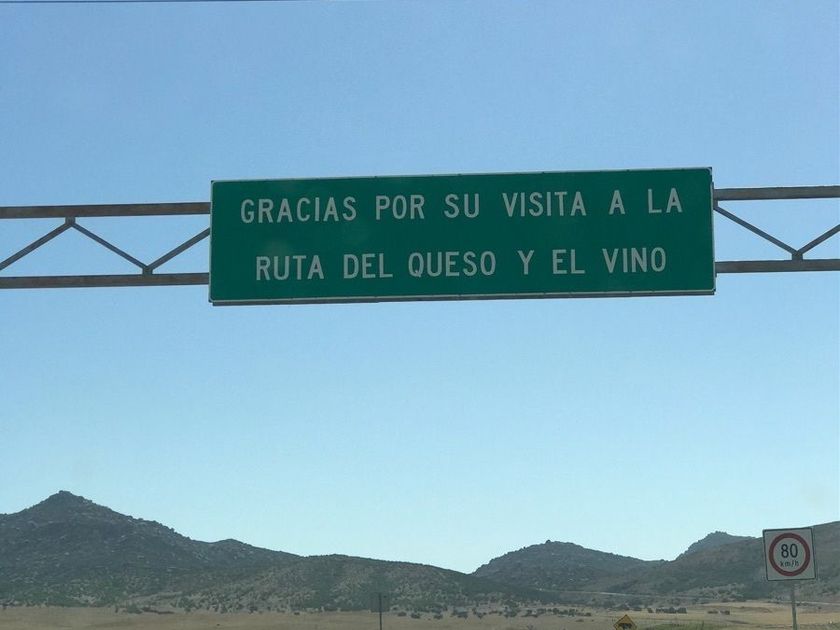 GRACIAS POR SU VISITA A LA
RUTA DEL QUESO Y EL VINO
80
km/h